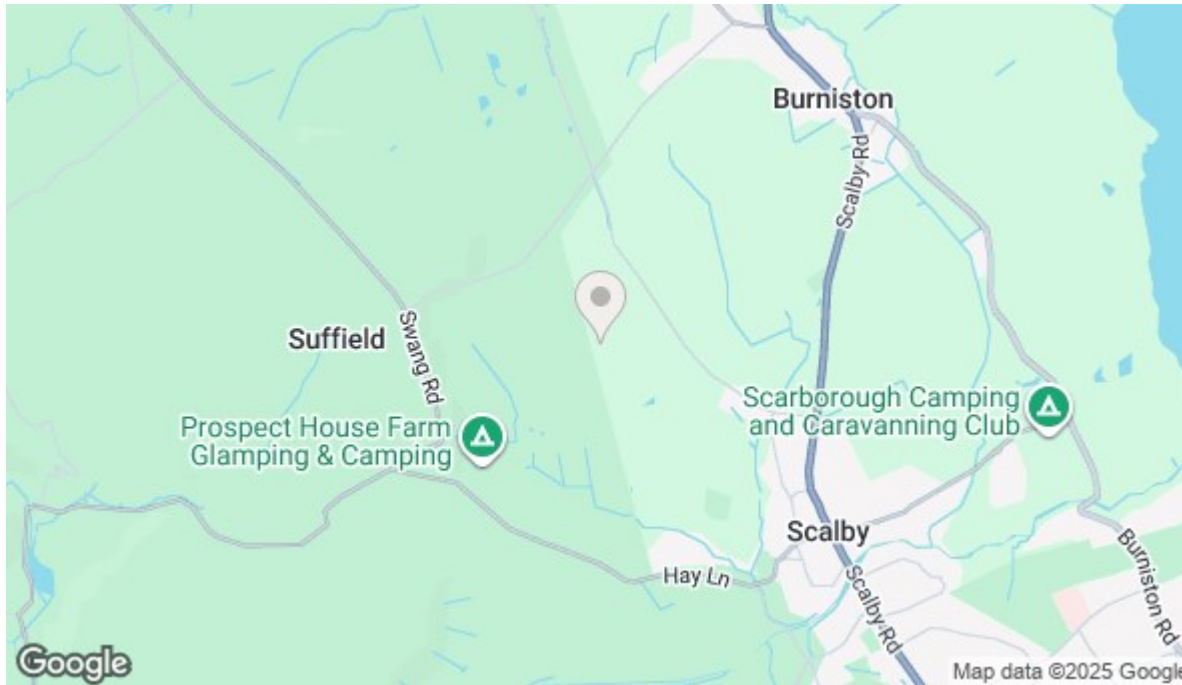 Burniston
Scalby Rd
Suffield
Swang Rd
Prospect House Farm
Glamping & Camping
Scarborough Camping
and Caravanning Club
Scalby
Hay Ln
Scalby Rd
Burniston Rd
Google
Map data ©2025 Google